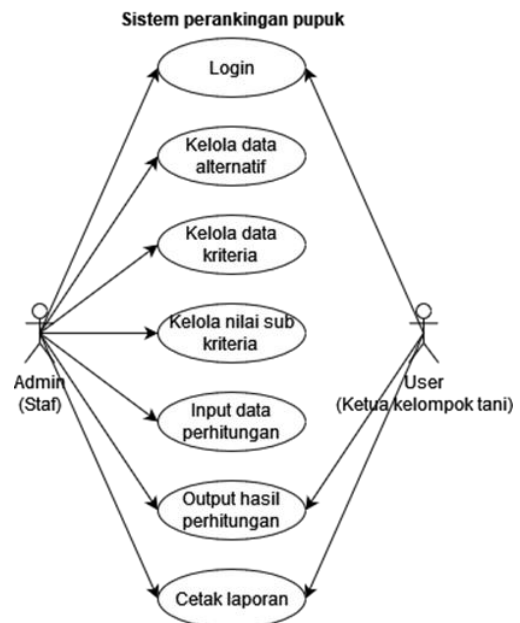 Sistem perankingan pupuk
Login
Kelola data
alternatif
Kelola data
kriteria
Kelola nilai sub
kriteria
Admin
(Staf)
User
(Ketua kelompok tani)
Input data
perhitungan
Output hasil
perhitungan
Cetak laporan